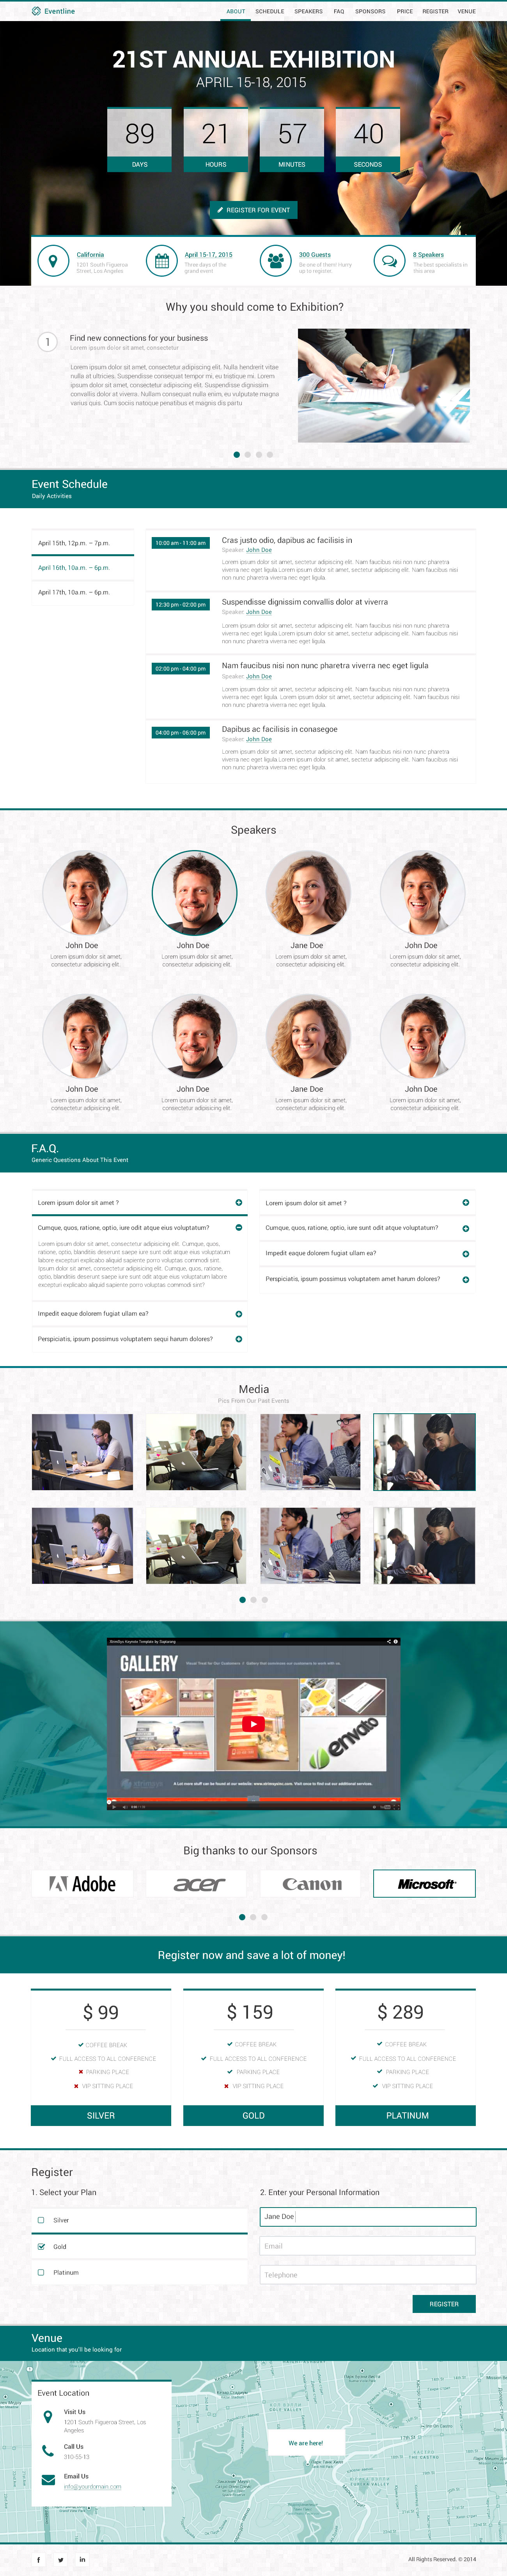 Eventline
ABOUT SCHEDULE SPEAKERS FAQ SPONSORS PRICE REGISTER VENUE
21ST ANNUAL EXHIBITION
APRIL 15-18, 2015
89 21 57 40
DAYS HOURS MINUTES SECONDS
REGISTER FOR EVENT
California
1201 South Figueroa
Street, Los Angeles
April 15-17, 2015
Three days of the
grand event
300 Guests
Be one of them! Hurry
up to register.
8 Speakers
The best specialists in
this area
Why you should come to Exhibition?
1
Find new connections for your business
Lorem ipsum dolor sit amet, consectetur
Lorem ipsum dolor sit amet, consectetur adipiscing elit. Nulla hendrerit vitae
nulla at vulputate. Suspendisse consequat tempor mi, eu tristique mi. Lorem
ipsum dolor sit amet, consectetur adipiscing elit. Suspendisse dignissim
convallis dolor at viverra. Nullam consequat nulla enim, eu vulputate magna
varius quis. Cum sociis natoque penatibus et magnis dis partu
Event Schedule
Daily Activities
April 15th, 12p.m. – 7p.m.
April 16th, 10a.m. – 6p.m.
April 17th, 10a.m. – 6p.m.
10:00 am - 11:00 am
Cras justo odio, dapibus ac facilisis in
Speaker: John Doe
Lorem ipsum dolor sit amet, sectetur adipiscing elit. Nam faucibus nisi non nunc pharetra
viverra nec eget ligula.Lorem ipsum dolor sit amet, sectetur adipiscing elit. Nam faucibus nisi
non nunc pharetra viverra nec eget ligula.
12:30 pm - 02:00 pm
Suspendisse dignissim convallis dolor at viverra
Speaker: John Doe
Lorem ipsum dolor sit amet, sectetur adipiscing elit. Nam faucibus nisi non nunc pharetra
viverra nec eget ligula.Lorem ipsum dolor sit amet, sectetur adipiscing elit. Nam faucibus nisi
non nunc pharetra viverra nec eget ligula.
02:00 pm - 04:00 pm
Nam faucibus nisi non nunc pharetra viverra nec eget ligula
Speaker: John Doe
Lorem ipsum dolor sit amet, sectetur adipiscing elit. Nam faucibus nisi non nunc pharetra
viverra nec eget ligula. Lorem ipsum dolor sit amet, sectetur adipiscing elit. Nam faucibus nisi
non nunc pharetra viverra nec eget ligula.
04:00 pm - 06:00 pm
Dapibus ac facilisis in conasegoe
Speaker: John Doe
Lorem ipsum dolor sit amet, sectetur adipiscing elit. Nam faucibus nisi non nunc pharetra
viverra nec eget ligula.Lorem ipsum dolor sit amet, sectetur adipiscing elit. Nam faucibus nisi
non nunc pharetra viverra nec eget ligula.
Speakers
John Doe John Doe Jane Doe John Doe
Lorem ipsum dolor sit amet, Lorem ipsum dolor sit amet, Lorem ipsum dolor sit amet, Lorem ipsum dolor sit amet,
consectetur adipisicing elit. consectetur adipisicing elit. consectetur adipisicing elit. consectetur adipisicing elit.
John Doe John Doe Jane Doe John Doe
Lorem ipsum dolor sit amet, Lorem ipsum dolor sit amet, Lorem ipsum dolor sit amet, Lorem ipsum dolor sit amet,
consectetur adipisicing elit. consectetur adipisicing elit. consectetur adipisicing elit. consectetur adipisicing elit.
F.A.Q.
Generic Questions About This Event
Lorem ipsum dolor sit amet ?
Cumque, quos, ratione, optio, iure odit atque eius voluptatum?
Lorem ipsum dolor sit amet, consectetur adipisicing elit. Cumque, quos,
ratione, optio, blanditiis deserunt saepe iure sunt odit atque eius voluptatum
labore excepturi explicabo aliquid sapiente porro voluptas commodi sint.
ipsum dolor sit amet, consectetur adipisicing elit. Cumque, quos, ratione,
optio, blanditiis deserunt saepe iure sunt odit atque eius voluptatum labore
excepturi explicabo aliquid sapiente porro voluptas commodi sint.
Impedit eaque dolorem fugiat ullam ea?
Perspiciatis, ipsum possimus voluptatem sequi harum dolores?
Lorem ipsum dolor sit amet ?
Cumque, quos, ratione, optio, iure sunt odit atque voluptatum?
Impedit eaque dolorem fugiat ullam ea?
Perspiciatis, ipsum possimus voluptatem amet harum dolores?
Media
Pics From Our Past Events
GALLERY
envato
Big thanks to our Sponsors
Adobe acer Canon Microsoft
Register now and save a lot of money!
$ 99
COFFEE BREAK
FULL ACCESS TO ALL CONFERENCE
PARKING PLACE
VIP SITTING PLACE
SILVER
$ 159
COFFEE BREAK
FULL ACCESS TO ALL CONFERENCE
PARKING PLACE
VIP SITTING PLACE
GOLD
$ 289
COFFEE BREAK
FULL ACCESS TO ALL CONFERENCE
PARKING PLACE
VIP SITTING PLACE
PLATINUM
Register
1. Select your Plan
Silver
Gold
Platinum
2. Enter your Personal Information
Jane Doe
Email
Telephone
REGISTER
Venue
Location that you'll be looking for
Event Location
Visit Us
1201 South Figueroa Street, Los
Angeles
Call Us
310-55-13
Email Us
info@yourdomain.com
We are here!
All Rights Reserved. © 2014